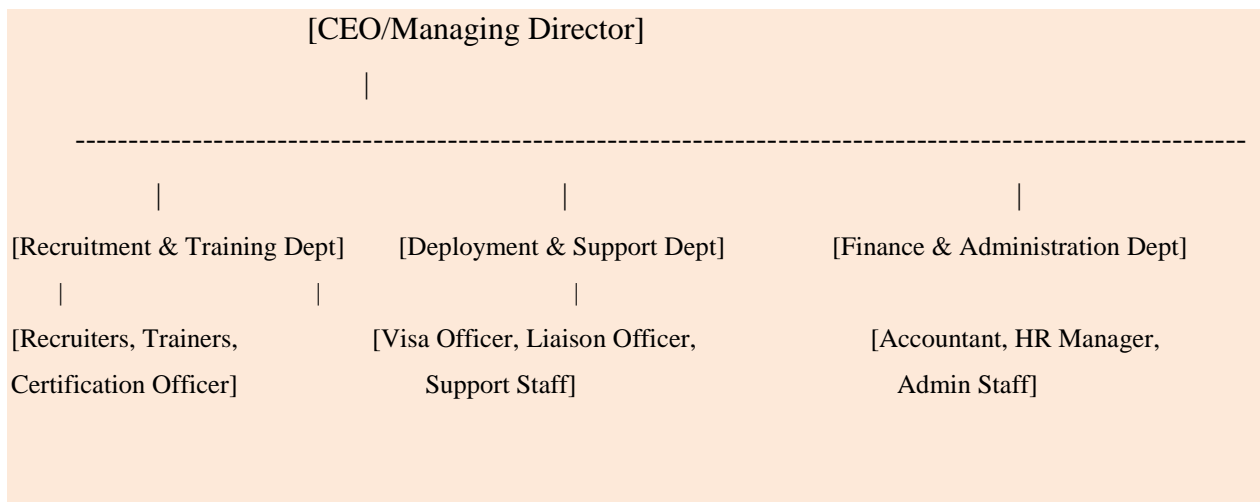 [CEO/Managing Director]
|
----------------------------------------------------------------------------------------------------------------
| | |
[Recruitment & Training Dept] [Deployment & Support Dept] [Finance & Administration Dept]
| | |
[Recruiters, Trainers, [Visa Officer, Liaison Officer, [Accountant, HR Manager,
Certification Officer] Support Staff] Admin Staff]